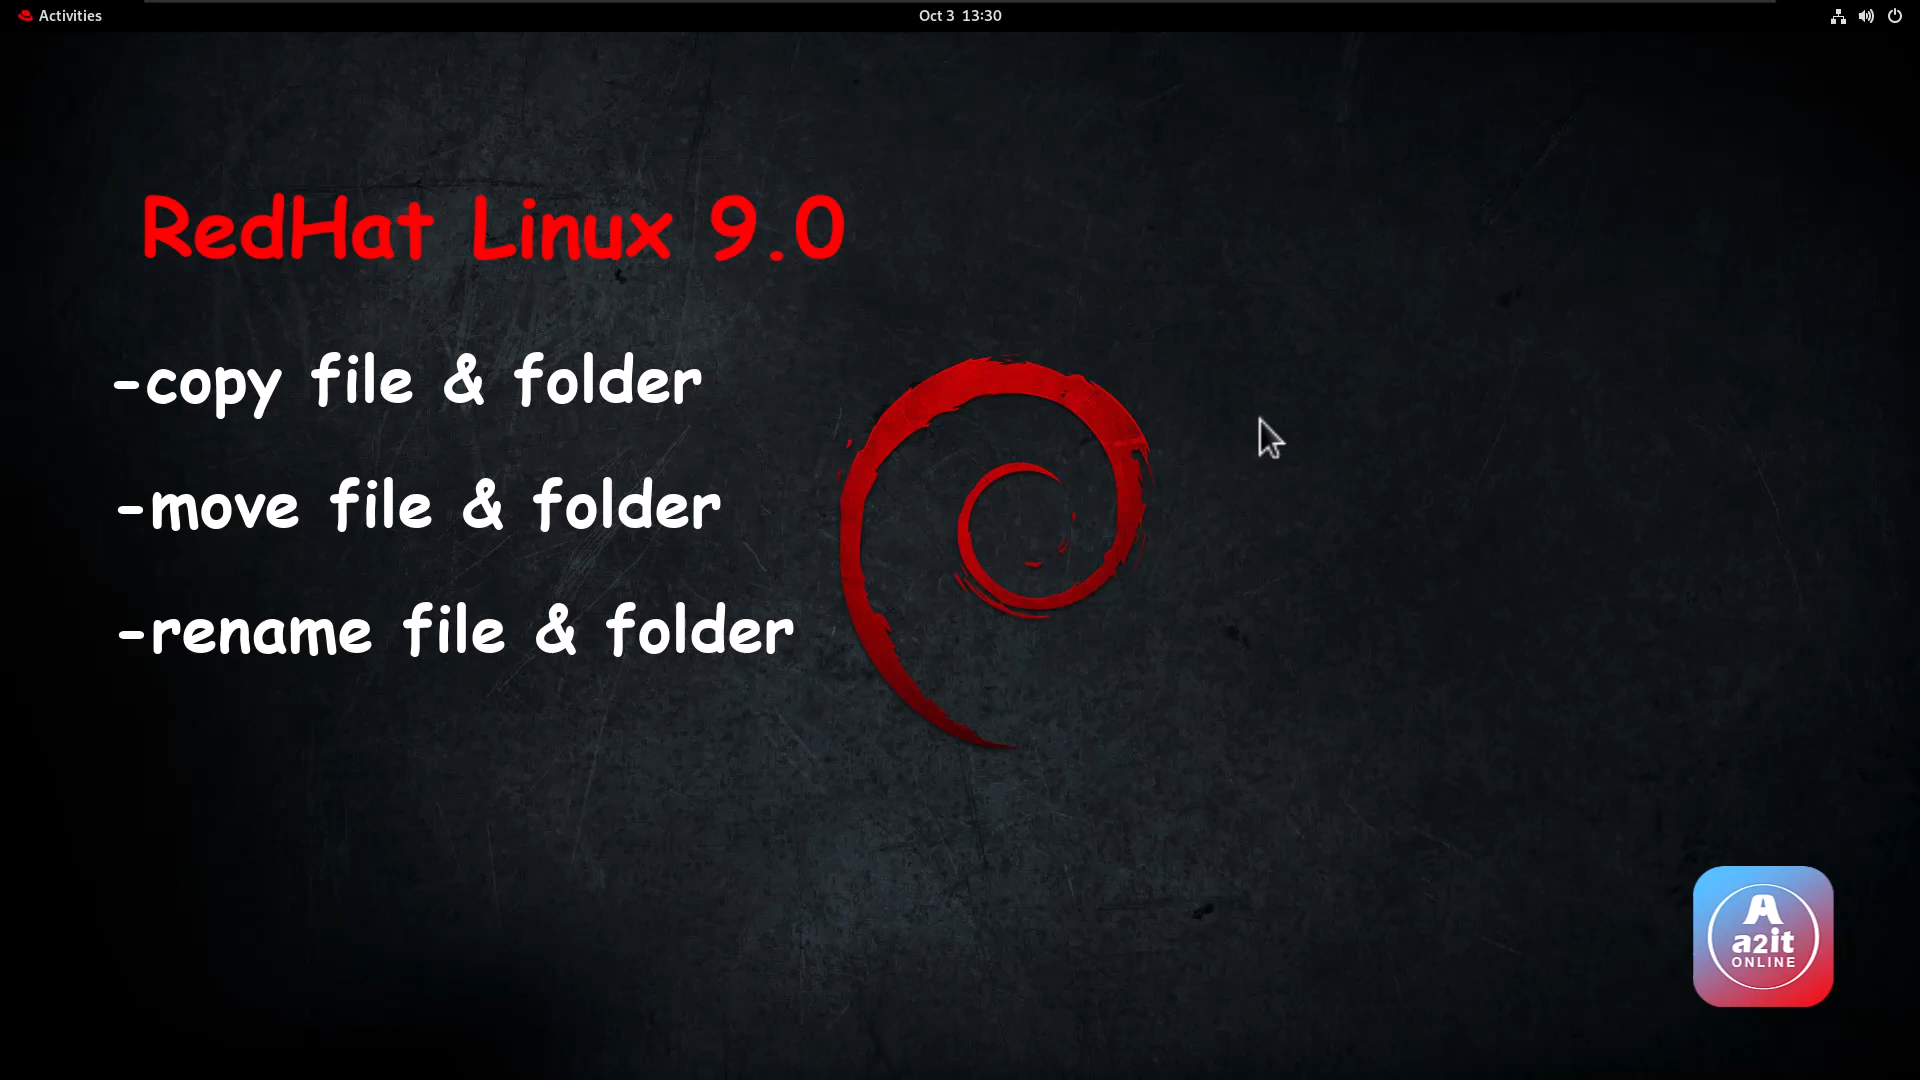 Activities
Oct 3 13:30
RedHat Linux 9.0
-copy file & folder
-move file & folder
-rename file & folder
A
a2it
ONLINE